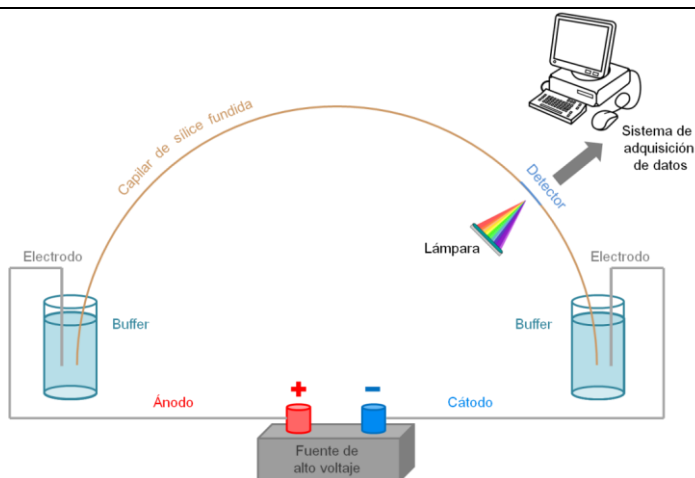 Capilar de sílice fundida
Detector
Sistema de
adquisición
de datos
Lámpara
Electrodo
Electrodo
Buffer
Buffer
+
−
Ánodo
Cátodo
Fuente de
alto voltaje